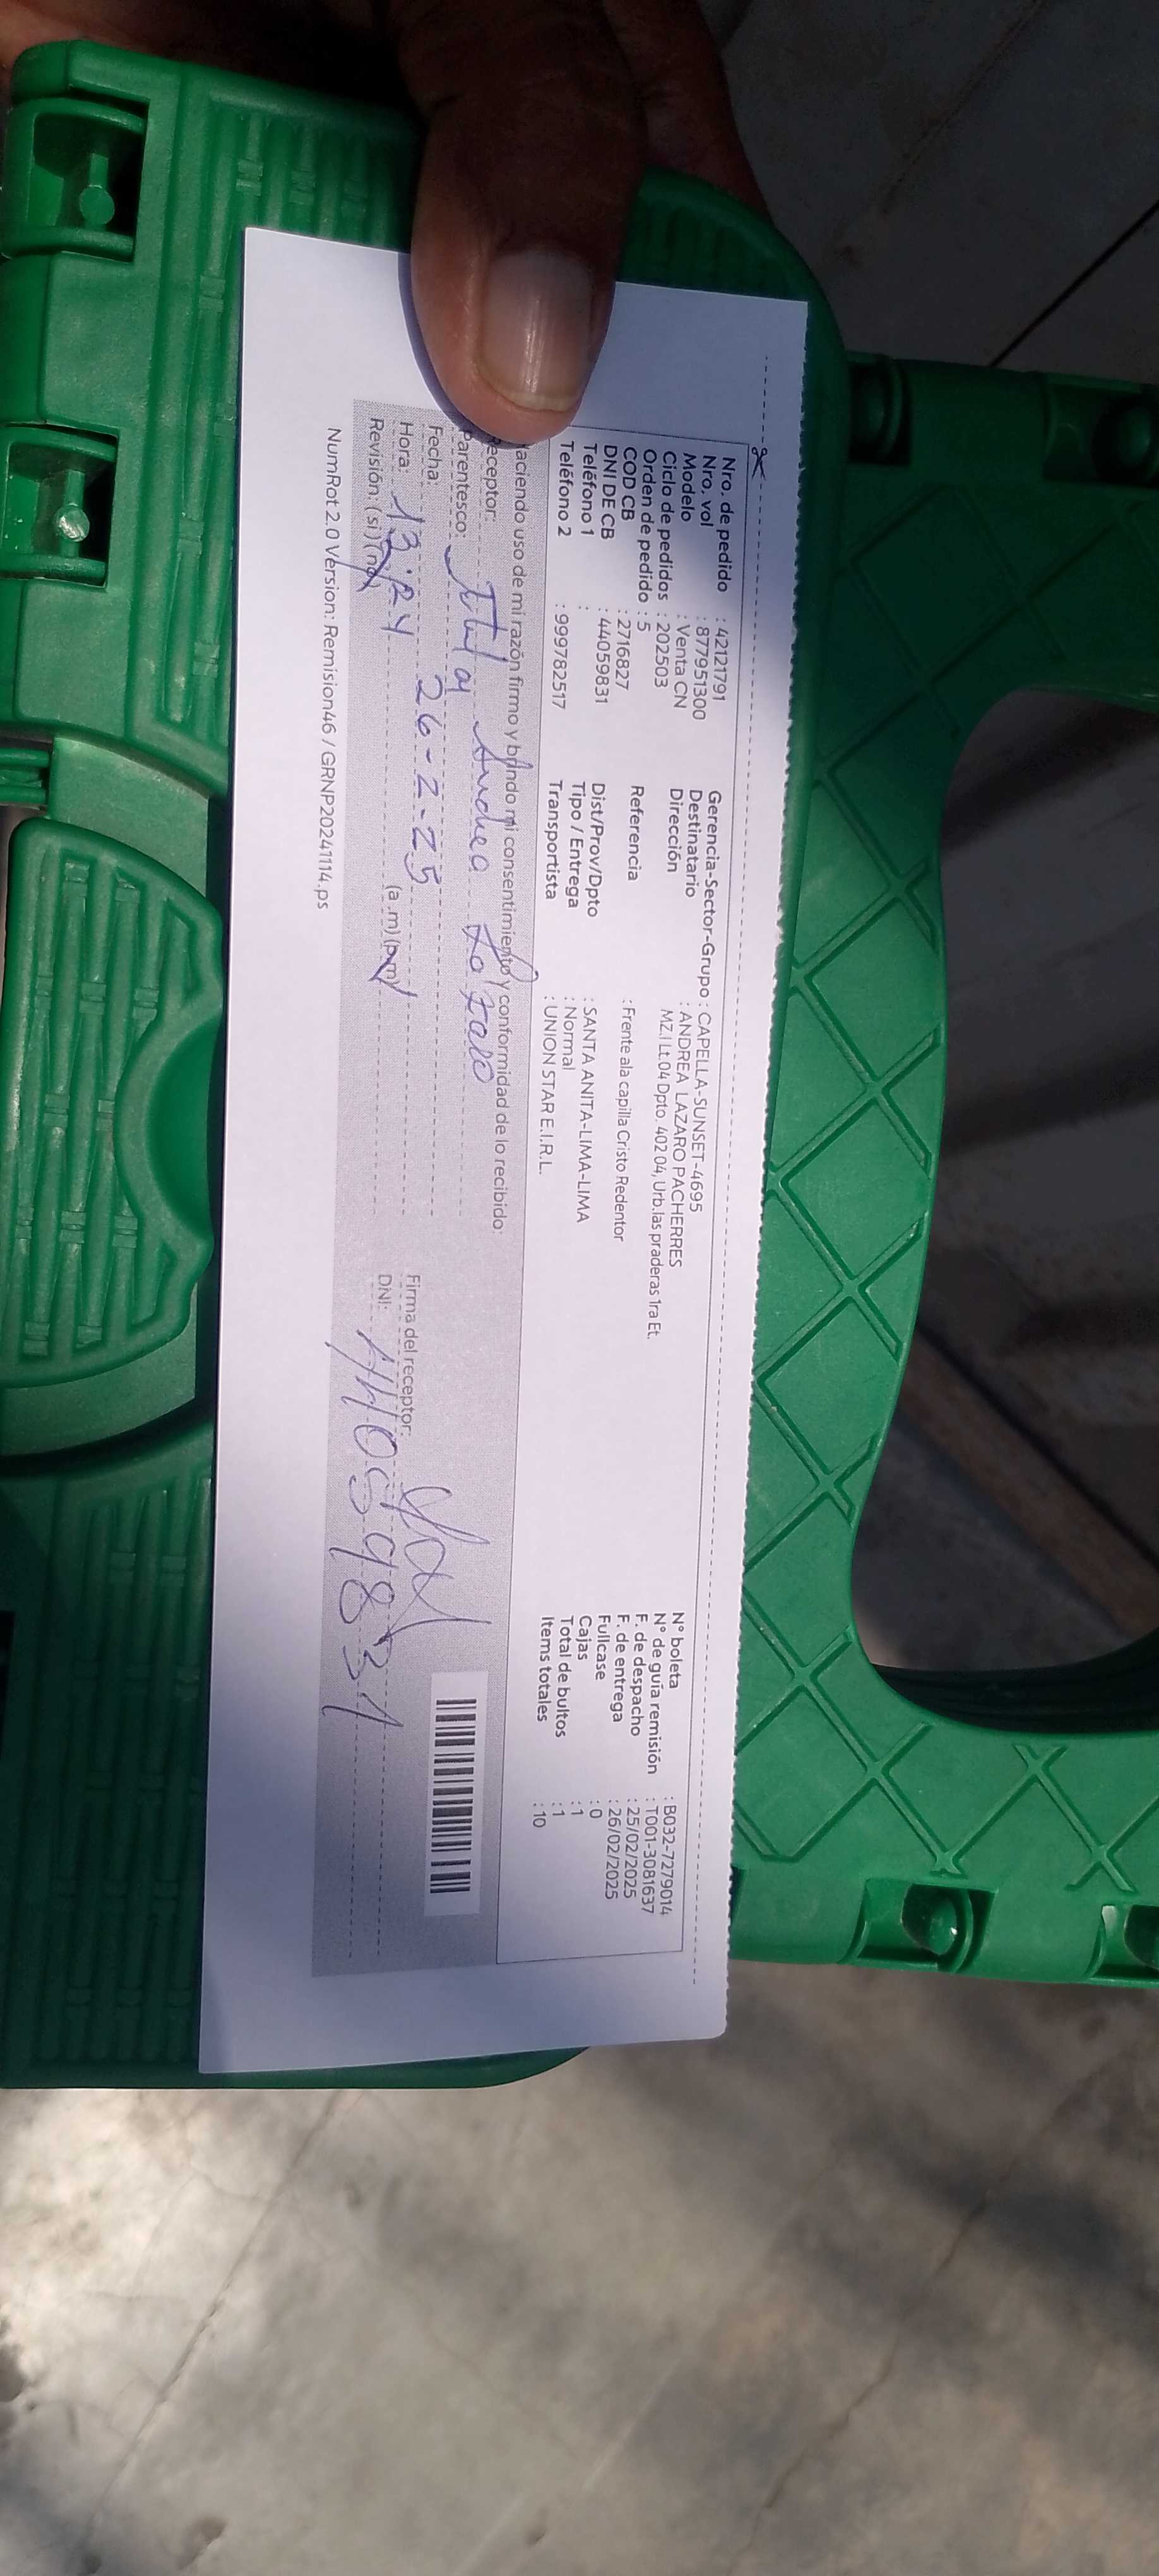 Nro. de pedido : 42121791
Nro. vol : 877951300
Modelo : Venta CN
Ciclo de pedidos : 202503
Orden de pedido : 5
COD CB : 2716827
DNI DE CB : 44059831
Teléfono 1 :
Teléfono 2 : 999782517
Gerencia-Sector-Grupo : CAPELLA-SUNSET-4695
Destinatario : ANDREA LAZARO PACHERRES
Dirección MZ.I Lt.04 Dpto. 402 04, Urb.las praderas 1ra Et.
Referencia : Frente ala capilla Cristo Redentor
Dist/Prov/Dpto : SANTA ANITA-LIMA-LIMA
Tipo / Entrega : Normal
Transportista : UNION STAR E.I.R.L.
N° boleta : B032-7279014
N° de guía remisión : T001-3081637
F. de despacho : 25/02/2025
F. de entrega : 26/02/2025
Fullcase : 0
Cajas : 1
Total de bultos : 1
Items totales : 10
Haciendo uso de mi razón firmo y brindo mi consentimiento y conformidad de lo recibido:
Receptor: Andrea
Parentesco: Titular
Fecha: 26-2-25
Hora: 13:24 (a.m)(p.m)
Revisión: (si)(no)
Firma del receptor:
DNI: 44059831
NumRot2.0 Version: Remision46 / GRNP20241114.ps